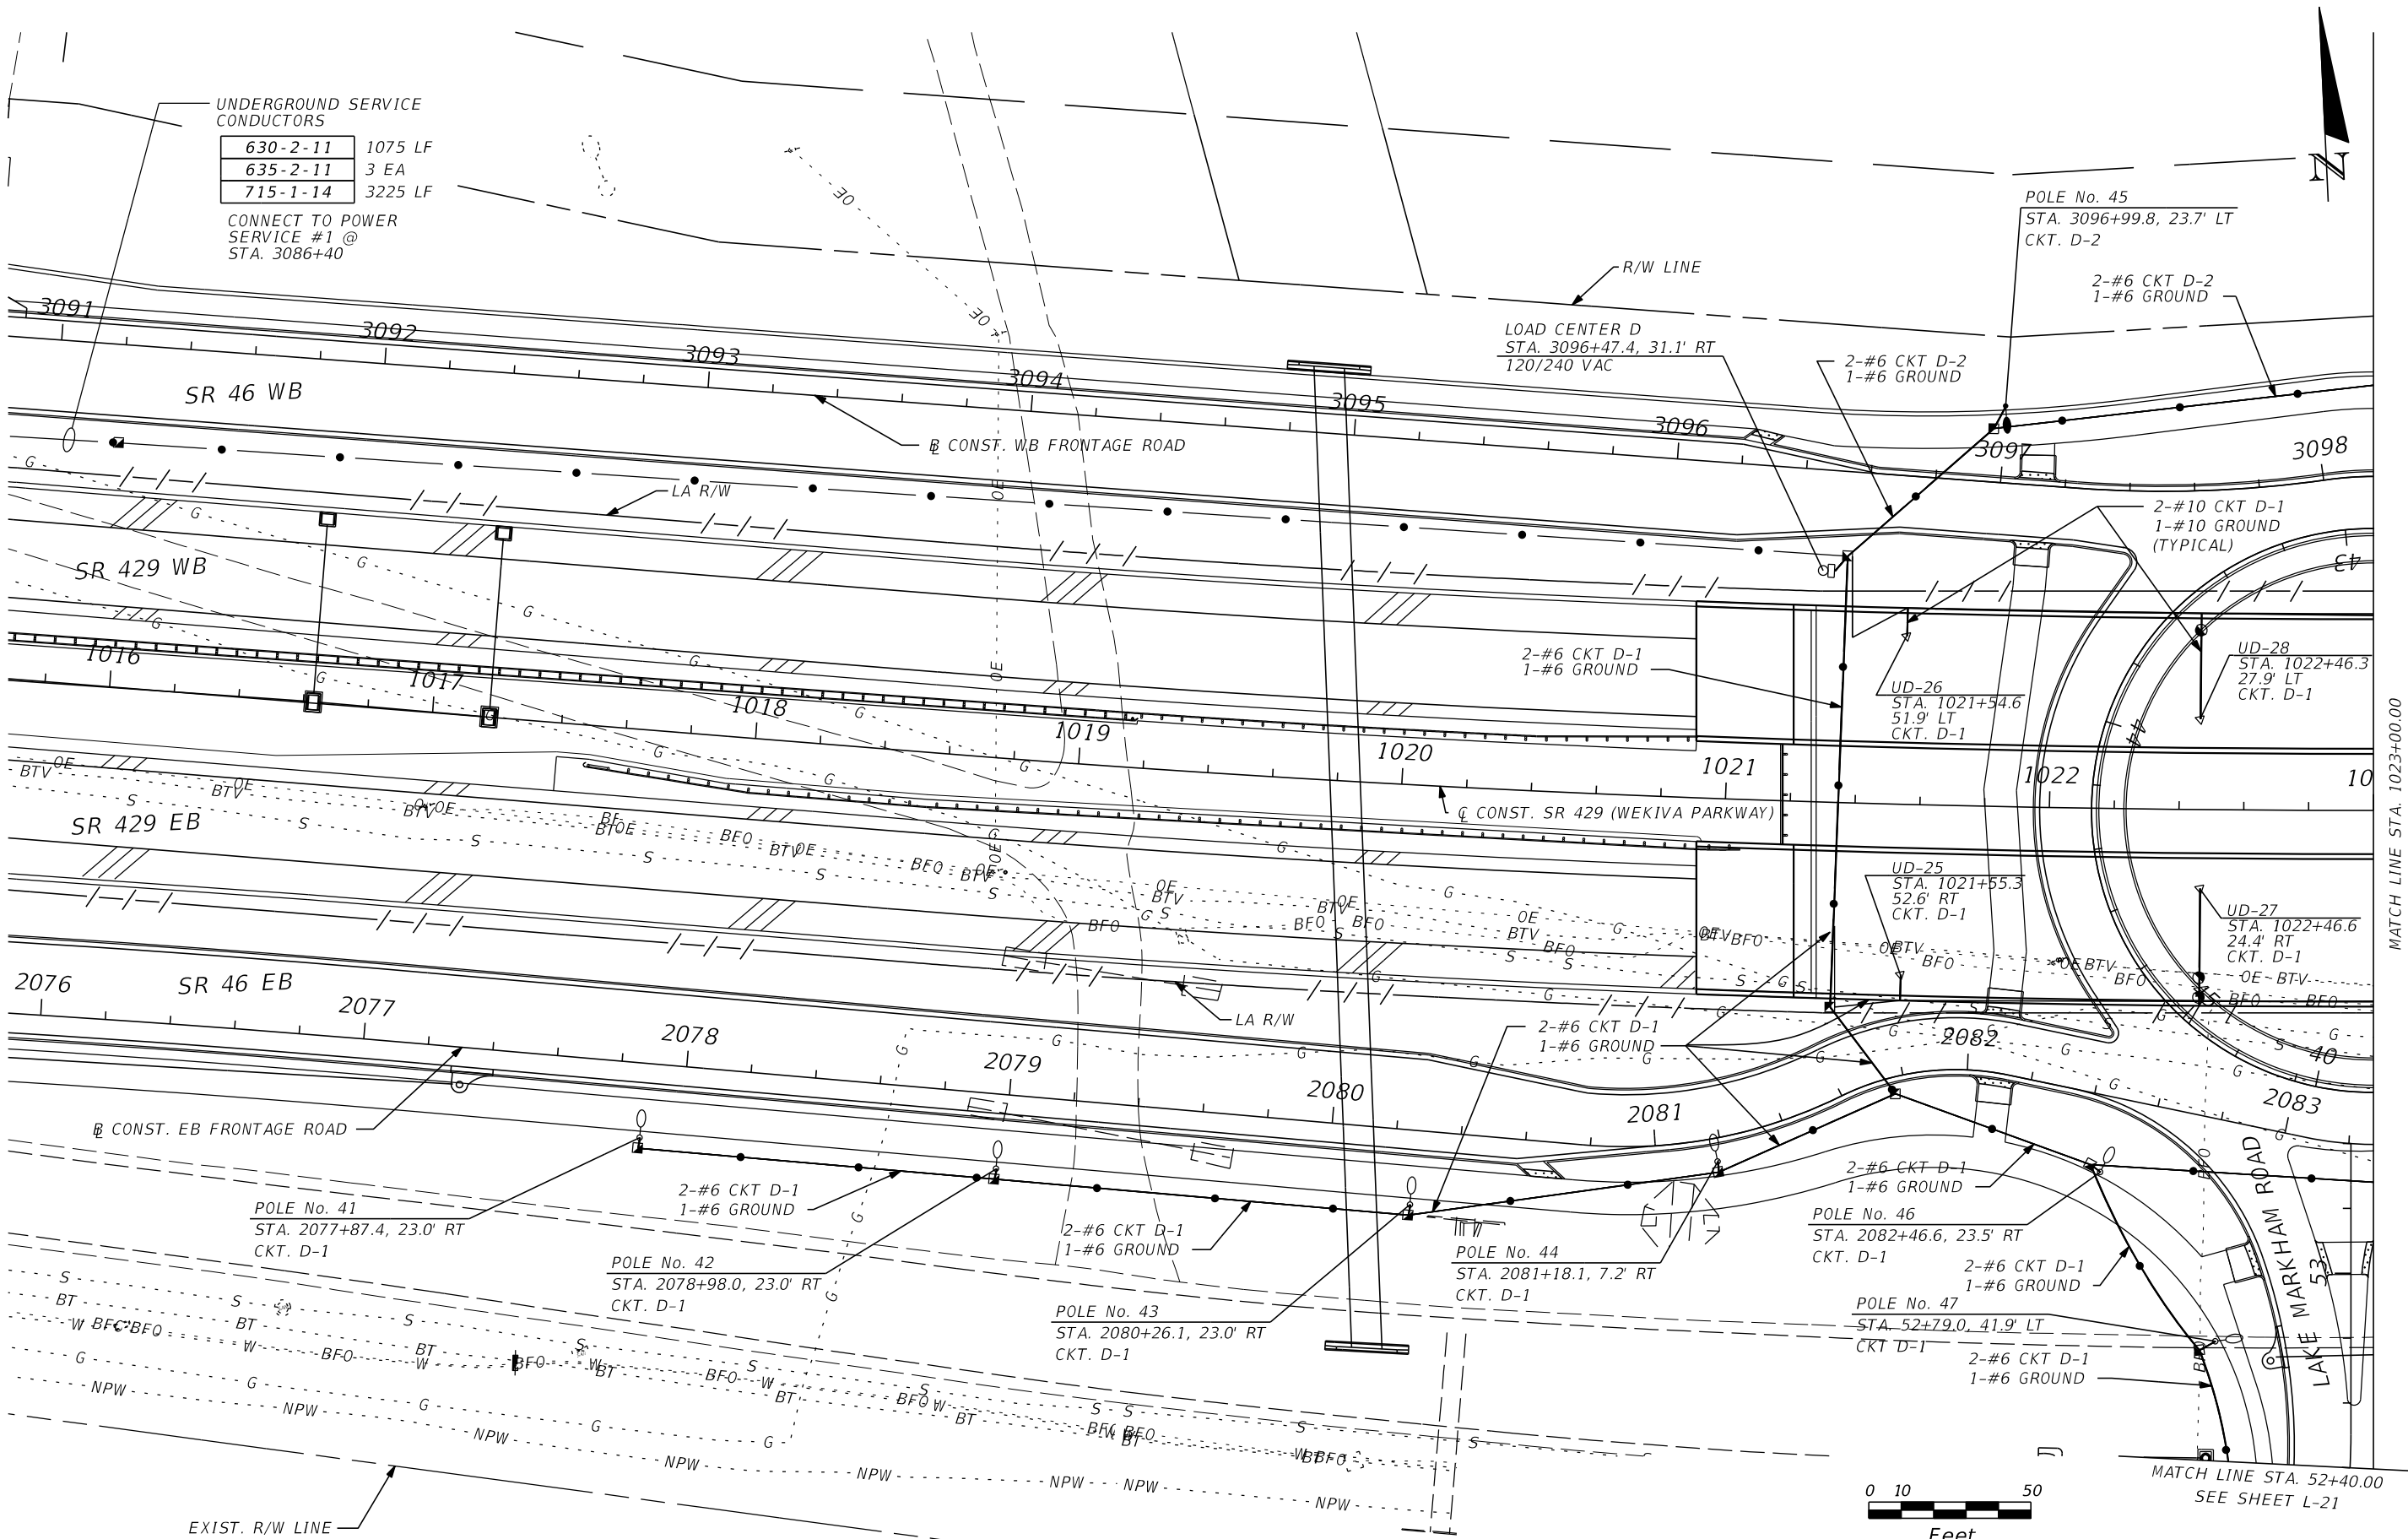 UNDERGROUND SERVICE
CONDUCTORS
630-2-11 1075 LF
635-2-11 3 EA
715-1-14 3225 LF
CONNECT TO POWER
SERVICE #1 @
STA. 3086+40
N
POLE No. 45
STA. 3096+99.8, 23.7' LT
CKT. D-2
R/W LINE
2-#6 CKT D-2
1-#6 GROUND
LOAD CENTER D
STA. 3096+47.4, 31.1' RT
120/240 VAC
2-#6 CKT D-2
1-#6 GROUND
OE
OE
3091
3092
3093
3094
3095
3096
3097
3098
SR 46 WB
BL CONST. WB FRONTAGE ROAD
LA R/W
2-#10 CKT D-1
1-#10 GROUND
(TYPICAL)
43
SR 429 WB
2-#6 CKT D-1
1-#6 GROUND
UD-26
STA. 1021+54.6
51.9' LT
CKT. D-1
UD-28
STA. 1022+46.3
27.9' LT
CKT. D-1
44
1016
1017
1018
1019
1020
1021
1022
10
MATCH LINE STA. 1023+00.00
CL CONST. SR 429 (WEKIVA PARKWAY)
SR 429 EB
UD-25
STA. 1021+55.3
52.6' RT
CKT. D-1
UD-27
STA. 1022+46.6
24.4' RT
CKT. D-1
SR 46 EB
LA R/W
2076
2077
2078
2079
2080
2081
2082
2083
40
2-#6 CKT D-1
1-#6 GROUND
BL CONST. EB FRONTAGE ROAD
POLE No. 41
STA. 2077+87.4, 23.0' RT
CKT. D-1
2-#6 CKT D-1
1-#6 GROUND
POLE No. 42
STA. 2078+98.0, 23.0' RT
CKT. D-1
2-#6 CKT D-1
1-#6 GROUND
POLE No. 43
STA. 2080+26.1, 23.0' RT
CKT. D-1
POLE No. 44
STA. 2081+18.1, 7.2' RT
CKT. D-1
2-#6 CKT D-1
1-#6 GROUND
POLE No. 46
STA. 2082+46.6, 23.5' RT
CKT. D-1
2-#6 CKT D-1
1-#6 GROUND
POLE No. 47
STA. 52+79.0, 41.9' LT
CKT D-1
2-#6 CKT D-1
1-#6 GROUND
LAKE MARKHAM ROAD
53
EXIST. R/W LINE
0 10 50
Feet
MATCH LINE STA. 52+40.00
SEE SHEET L-21